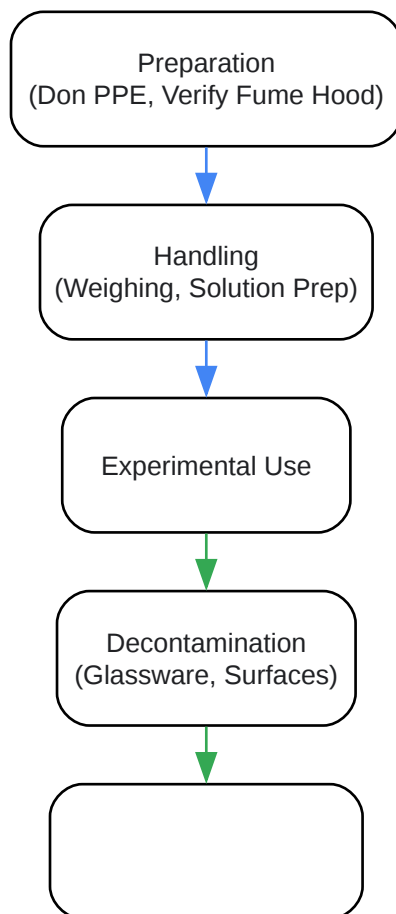 Preparation
(Don PPE, Verify Fume Hood)
Handling
(Weighing, Solution Prep)
Experimental Use
Decontamination
(Glassware, Surfaces)